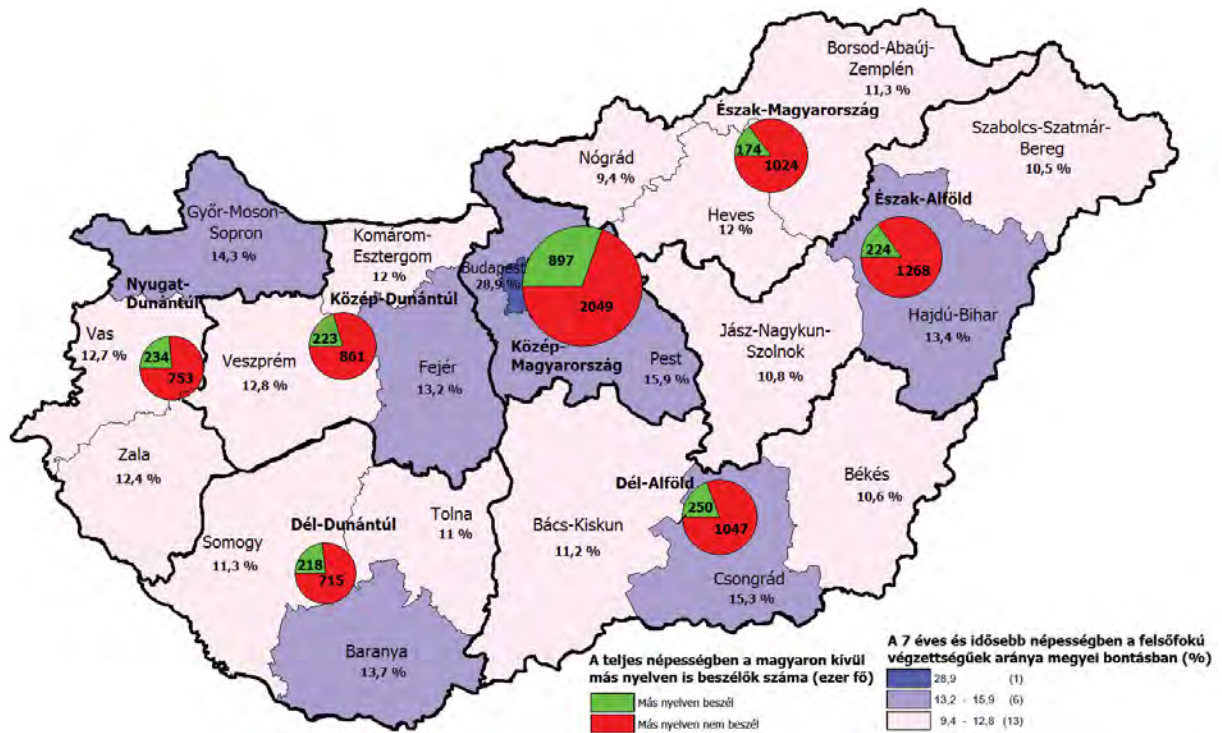 Borsod-Abaúj-
Zemplén
11,3 %
Észak-Magyarország
174
1024
Szabolcs-Szatmár-
Bereg
10,5 %
Nógrád
9,4 %
Heves
12 %
Észak-Alföld
224
1268
Hajdú-Bihar
13,4 %
Győr-Moson-
Sopron
14,3 %
Komárom-
Esztergom
12 %
Budapest
28,9 %
897
2049
Közép-
Magyarország
Pest
15,9 %
Nyugat-
Dunántúl
Vas
12,7 %
234
753
Közép-Dunántúl
223
861
Veszprém
12,8 %
Fejér
13,2 %
Jász-Nagykun-
Szolnok
10,8 %
Zala
12,4 %
Somogy
11,3 %
Dél-Dunántúl
218
715
Tolna
11 %
Baranya
13,7 %
Bács-Kiskun
11,2 %
Dél-Alföld
250
1047
Csongrád
15,3 %
Békés
10,6 %
A teljes népességben a magyaron kívül
más nyelven is beszélők száma (ezer fő)
Más nyelven beszél
Más nyelven nem beszél
A 7 éves és idősebb népességben a felsőfokú
végzettségűek aránya megyei bontásban (%)
28,9 (1)
13,2 - 15,9 (6)
9,4 - 12,8 (13)